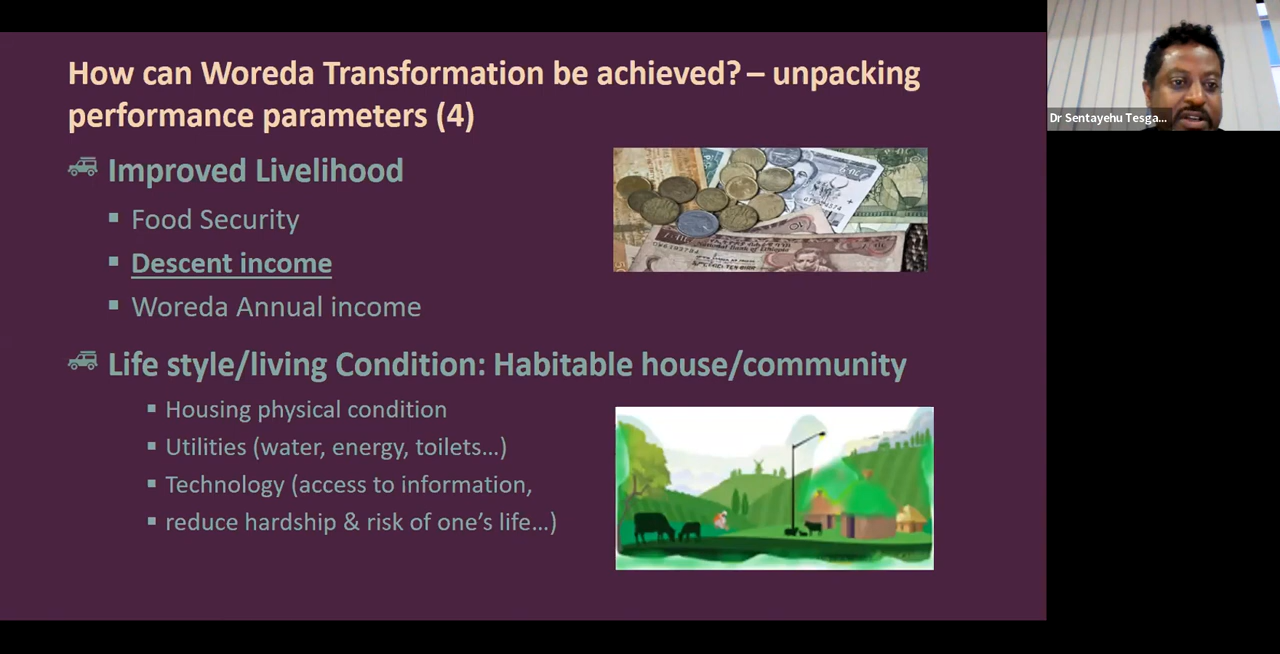 How can Woreda Transformation be achieved? – unpacking
performance parameters (4)
Improved Livelihood
Food Security
Descent income
Woreda Annual income
Life style/living Condition: Habitable house/community
Housing physical condition
Utilities (water, energy, toilets...)
Technology (access to information,
reduce hardship & risk of one's life...)
Dr Sentayehu Tesga...